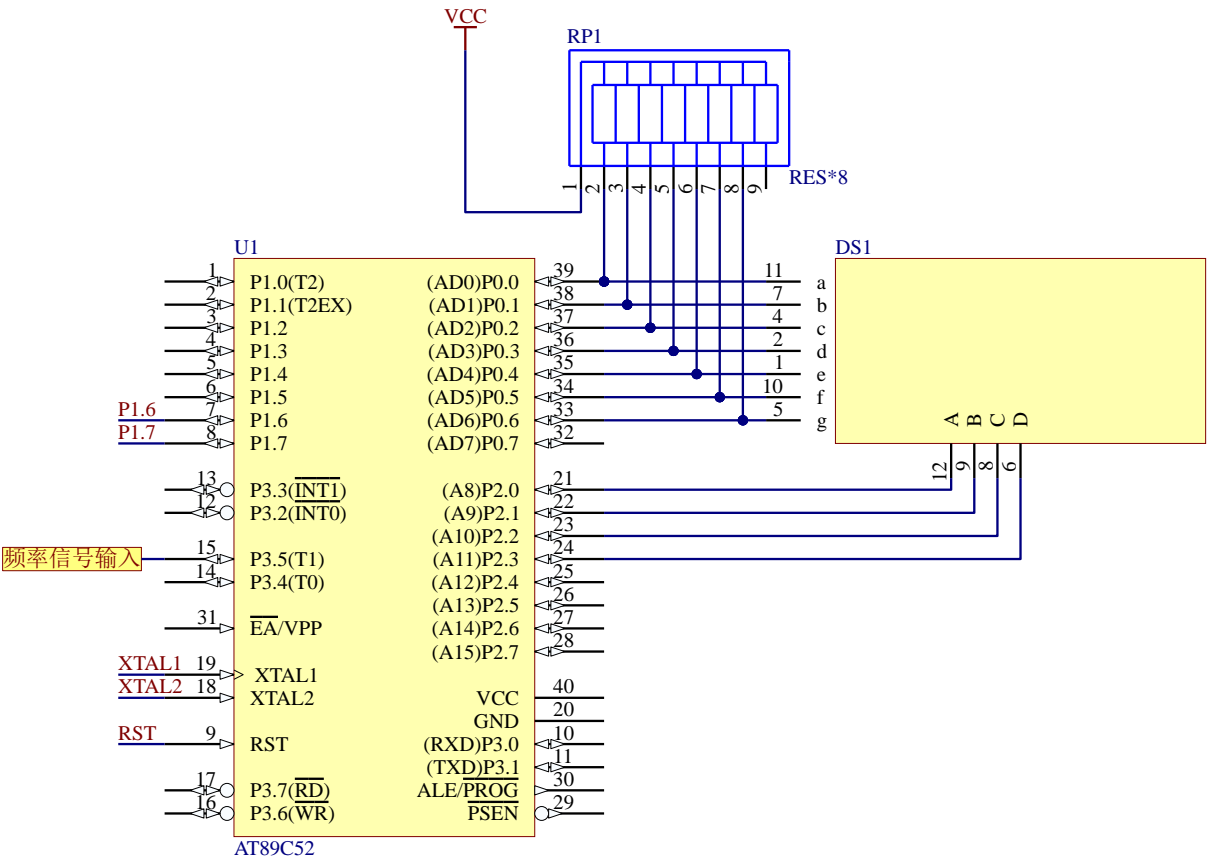 VCC
RP1
RES*8
1 2 3 4 5 6 7 8 9
U1
DS1
1 P1.0(T2) (AD0)P0.0 39 11 a
2 P1.1(T2EX) (AD1)P0.1 38 7 b
3 P1.2 (AD2)P0.2 37 4 c
4 P1.3 (AD3)P0.3 36 2 d
5 P1.4 (AD4)P0.4 35 1 e
6 P1.5 (AD5)P0.5 34 10 f
P1.6 7 P1.6 (AD6)P0.6 33 5 g
P1.7 8 P1.7 (AD7)P0.7 32
A B C D
12 9 8 6
13 P3.3(INT1) (A8)P2.0 21
12 P3.2(INT0) (A9)P2.1 22
(A10)P2.2 23
频率信号输入 15 P3.5(T1) (A11)P2.3 24
14 P3.4(T0) (A12)P2.4 25
(A13)P2.5 26
31 EA/VPP (A14)P2.6 27
(A15)P2.7 28
XTAL1 19 XTAL1
XTAL2 18 XTAL2 VCC 40
GND 20
RST 9 RST (RXD)P3.0 10
(TXD)P3.1 11
17 P3.7(RD) ALE/PROG 30
16 P3.6(WR) PSEN 29
AT89C52